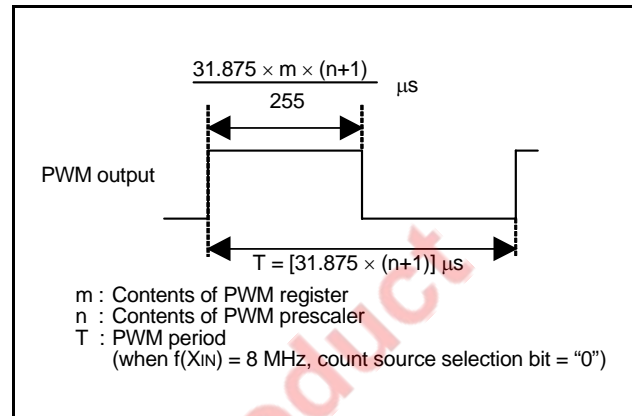 31.875 × m × (n+1)
255
μs
PWM output
T = [31.875 × (n+1)] μs
m : Contents of PWM register
n : Contents of PWM prescaler
T : PWM period
(when f(XIN) = 8 MHz, count source selection bit = “0”)
oduct